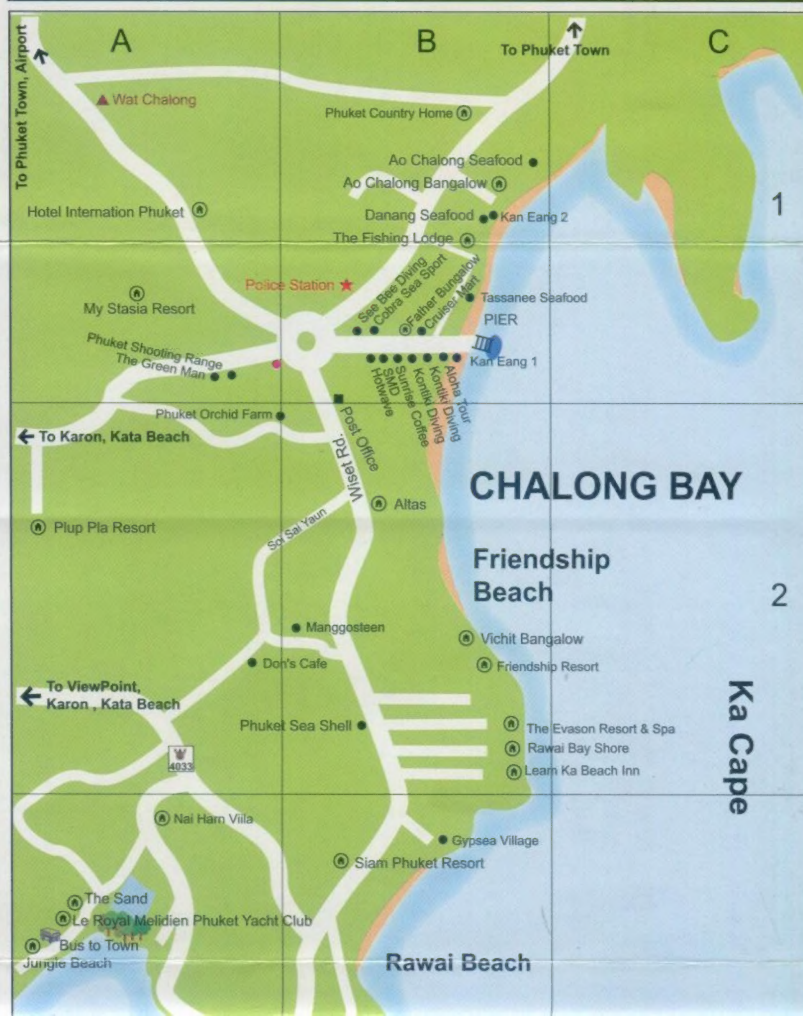 A
B
C
To Phuket Town, Airport
To Phuket Town
Wat Chalong
Phuket Country Home
Ao Chalong Seafood
Ao Chalong Bangalow
1
Hotel Internation Phuket
Danang Seafood
Kan Eang 2
The Fishing Lodge
Police Station
See Bee Diving
Cobra Sea Sport
Father Bungalow
Cruiser Mart
Tassanee Seafood
My Stasia Resort
PIER
Phuket Shooting Range
The Green Man
Kan Eang 1
Hotwave
SMD
Sunrise Coffee
Kontiki Diving
Kontiki Diving
Aloha Tour
Phuket Orchid Farm
Post Office
To Karon, Kata Beach
Wiset Rd.
CHALONG BAY
Altas
Plup Pla Resort
Soi Sai Yaun
Friendship
Beach
2
Manggosteen
Vichit Bangalow
Don's Cafe
Friendship Resort
To ViewPoint,
Karon , Kata Beach
Ka Cape
Phuket Sea Shell
The Evason Resort & Spa
Rawai Bay Shore
4033
Leam Ka Beach Inn
Nai Harn Viila
Gypsea Village
Siam Phuket Resort
The Sand
Le Royal Melidien Phuket Yacht Club
Bus to Town
Jungle Beach
Rawai Beach